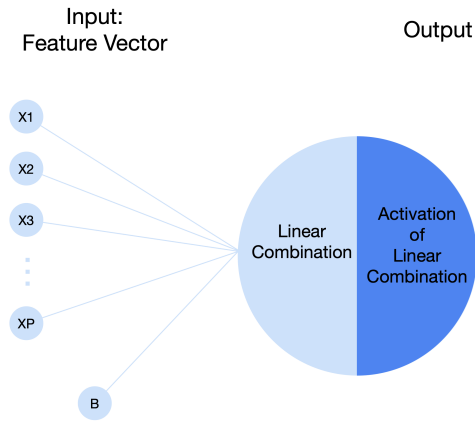 Input:
Feature Vector
Output
X1
X2
X3
XP
B
Linear
Combination
Activation
of
Linear
Combination